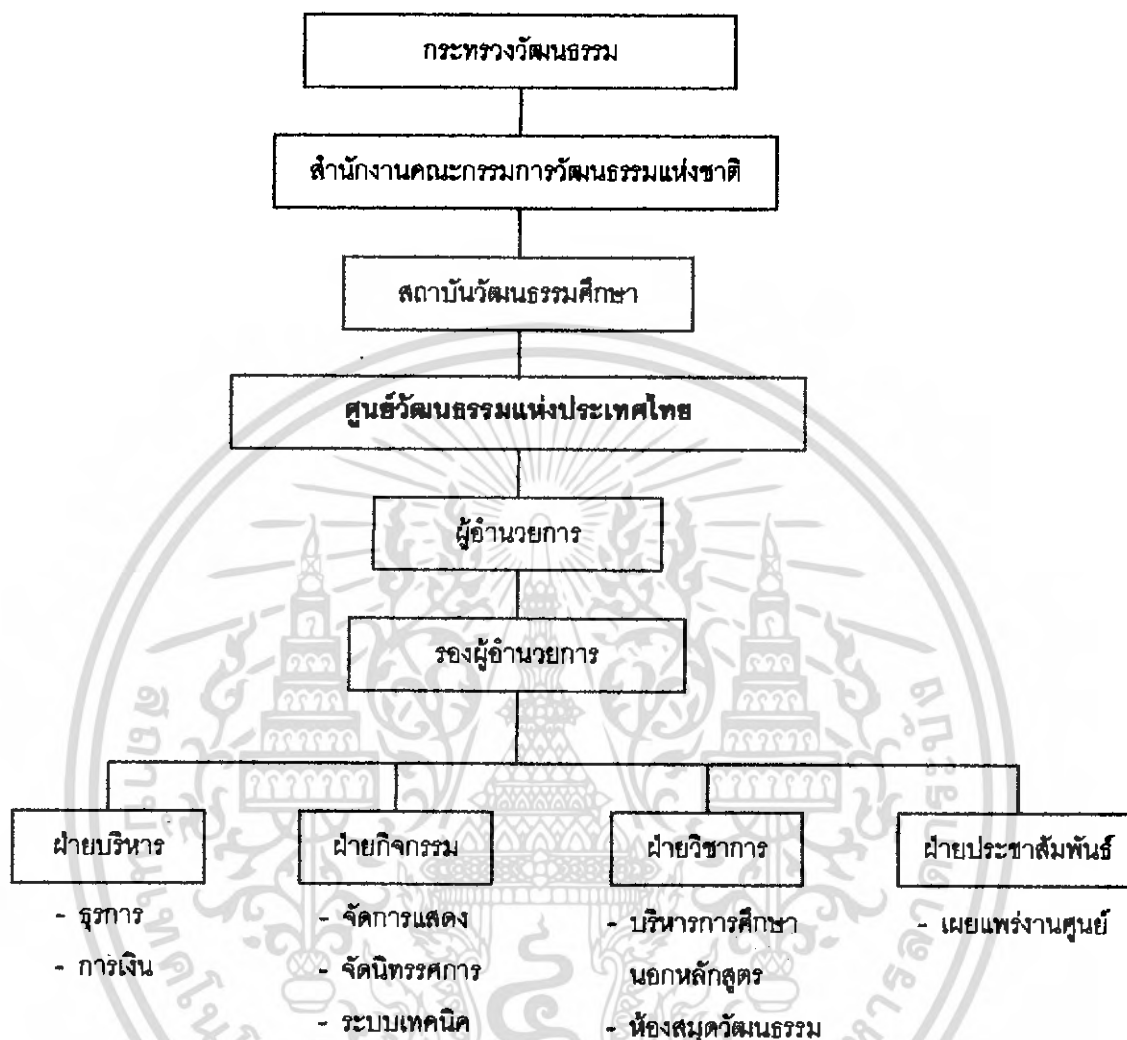 กระทรวงวัฒนธรรม
สำนักงานคณะกรรมการวัฒนธรรมแห่งชาติ
สถาบันวัฒนธรรมศึกษา
ศูนย์วัฒนธรรมแห่งประเทศไทย
ผู้อำนวยการ
รองผู้อำนวยการ
ฝ่ายบริหาร
- ธุรการ
- การเงิน
ฝ่ายกิจกรรม
- จัดการแสดง
- จัดนิทรรศการ
- ระบบเทคนิค
ฝ่ายวิชาการ
- บริหารการศึกษา
นอกหลักสูตร
- ห้องสมุดวัฒนธรรม
ฝ่ายประชาสัมพันธ์
- เผยแพร่งานศูนย์